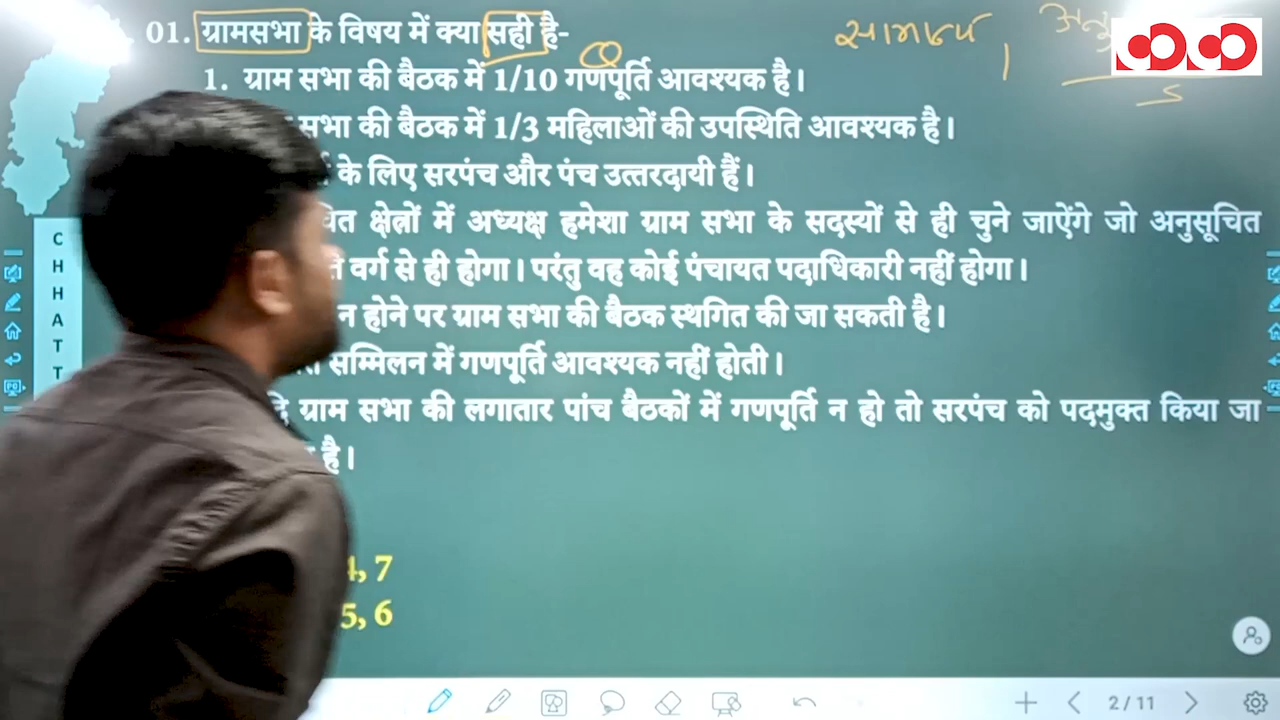 01. ग्रामसभा के विषय में क्या सही है-
सामान्य
1. ग्राम सभा की बैठक में 1/10 गणपूर्ति आवश्यक है।
सभा की बैठक में 1/3 महिलाओं की उपस्थिति आवश्यक है।
के लिए सरपंच और पंच उत्तरदायी हैं।
क्षेत्रों में अध्यक्ष हमेशा ग्राम सभा के सदस्यों से ही चुने जाऐंगे जो अनुसूचित
वर्ग से ही होगा। परंतु वह कोई पंचायत पदाधिकारी नहीं होगा।
न होने पर ग्राम सभा की बैठक स्थगित की जा सकती है।
सम्मिलन में गणपूर्ति आवश्यक नहीं होती।
ग्राम सभा की लगातार पांच बैठकों में गणपूर्ति न हो तो सरपंच को पदमुक्त किया जा
है।
4, 7
5, 6
C
H
H
A
T
T
2/11